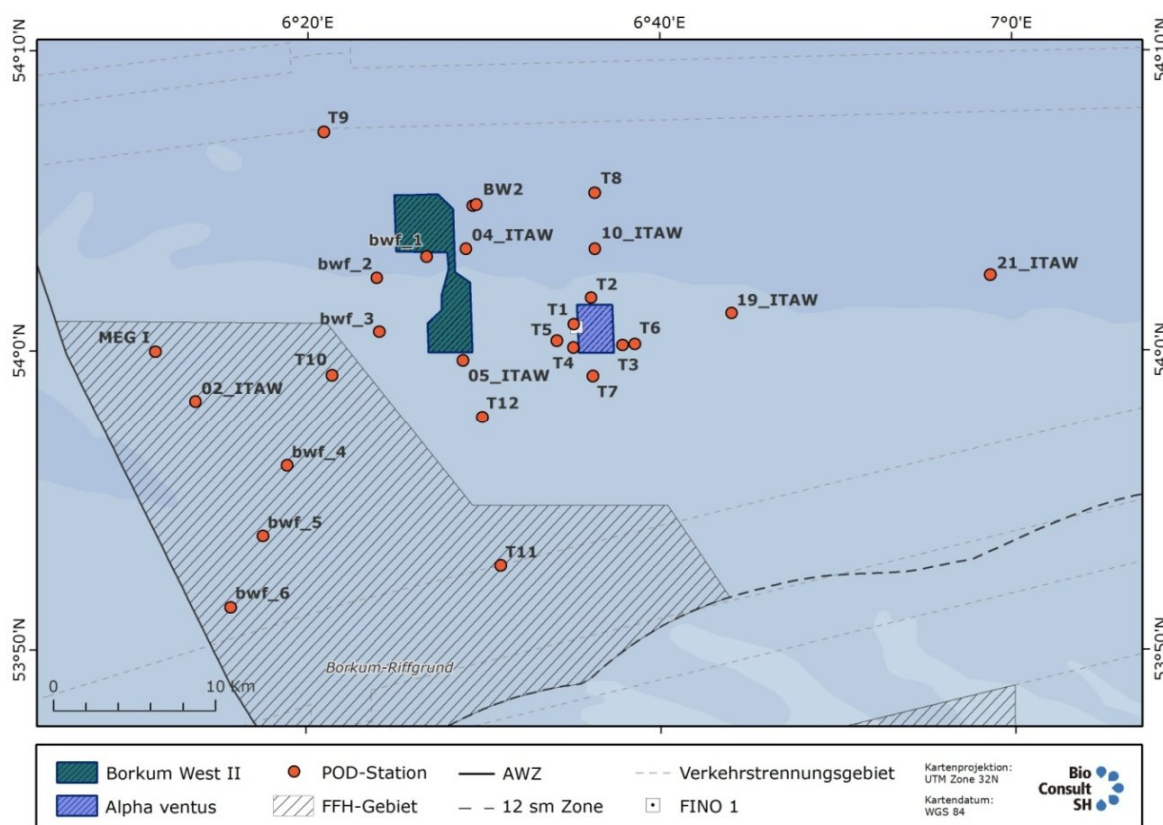 6°20'E
6°40'E
7°0'E
54°10'N
54°10'N
T9
BW2
T8
bwf_1
04_ITAW
10_ITAW
bwf_2
21_ITAW
T2
19_ITAW
bwf_3
T1
T5
T6
MEG I
54°0'N
54°0'N
T4
T3
T10
05_ITAW
T7
02_ITAW
T12
bwf_4
bwf_5
T11
bwf_6
53°50'N
53°50'N
Borkum-Riffgrund
0
10 Km
Borkum West II
POD-Station
AWZ
Verkehrstrennungsgebiet
Alpha ventus
FFH-Gebiet
12 sm Zone
FINO 1
Kartenprojektion:
UTM Zone 32N
Kartendatum:
WGS 84
Bio
Consult
SH